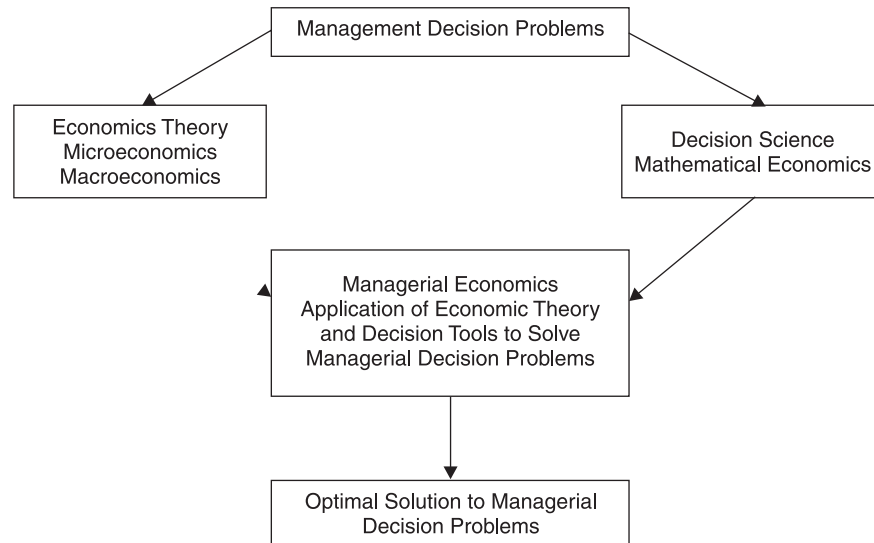 Management Decision Problems
Economics Theory
Microeconomics
Macroeconomics
Decision Science
Mathematical Economics
Managerial Economics
Application of Economic Theory
and Decision Tools to Solve
Managerial Decision Problems
Optimal Solution to Managerial
Decision Problems